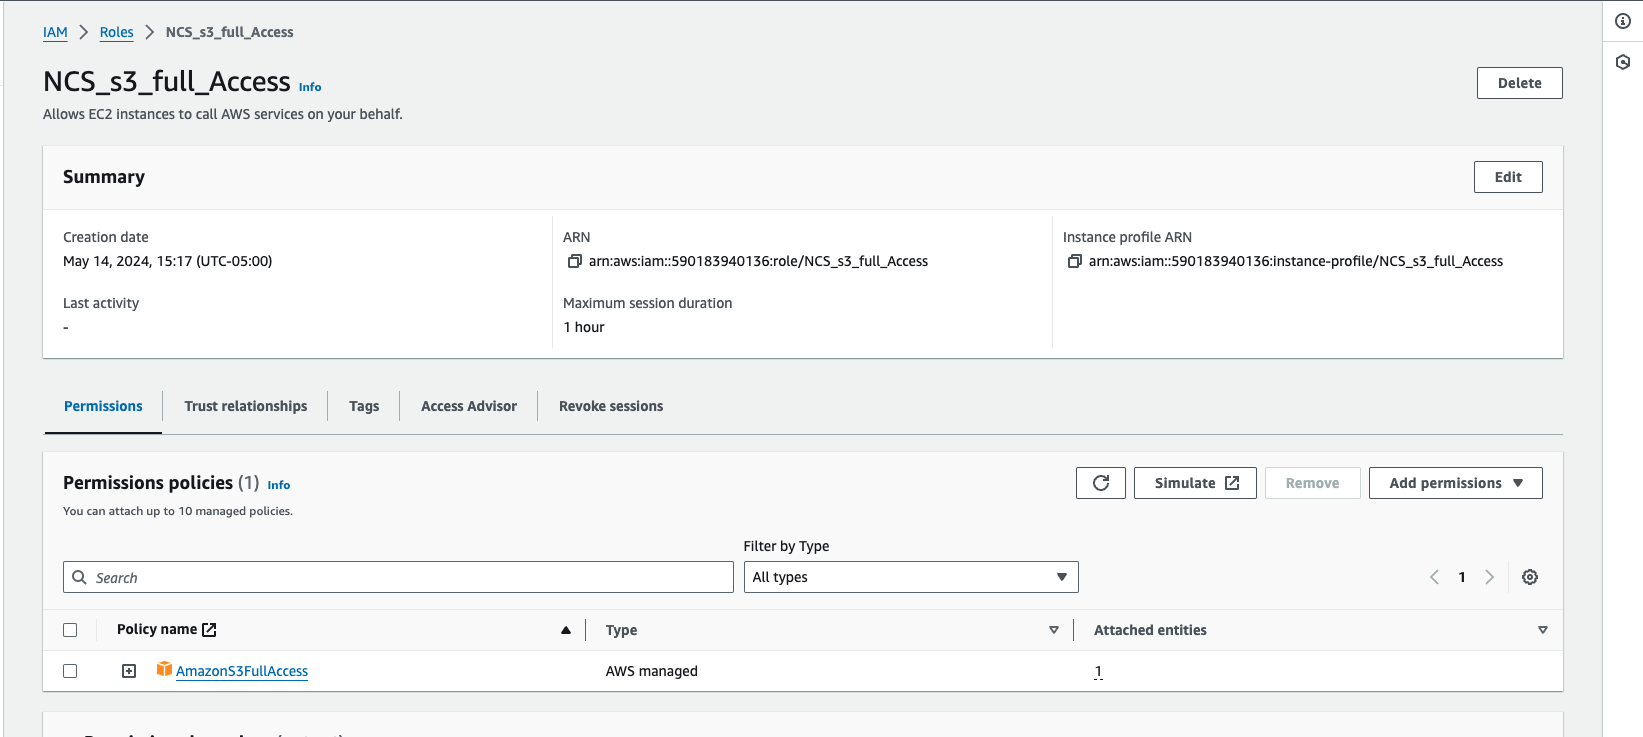 IAM > Roles > NCS_s3_full_Access
NCS_s3_full_Access Info
Delete
Allows EC2 instances to call AWS services on your behalf.
Summary
Edit
Creation date
May 14, 2024, 15:17 (UTC-05:00)
Last activity
-
ARN
arn:aws:iam::590183940136:role/NCS_s3_full_Access
Maximum session duration
1 hour
Instance profile ARN
arn:aws:iam::590183940136:instance-profile/NCS_s3_full_Access
Permissions Trust relationships Tags Access Advisor Revoke sessions
Permissions policies (1) Info
You can attach up to 10 managed policies.
Simulate Remove Add permissions
Filter by Type
Search All types 1
Policy name Type Attached entities
AmazonS3FullAccess AWS managed 1